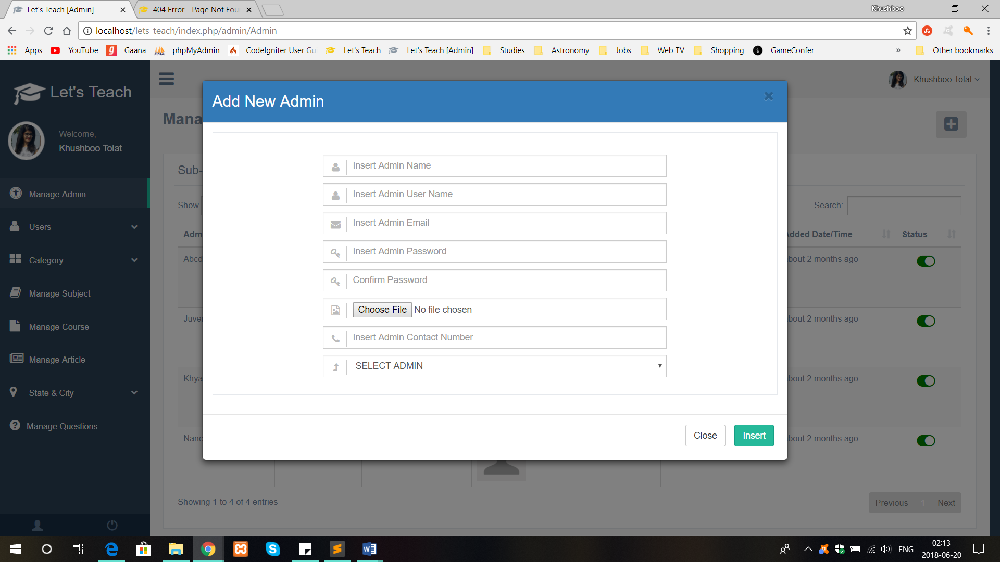 Let's Teach [Admin]
404 Error - Page Not Fou
Khushboo
localhost/lets_teach/index.php/admin/Admin
Apps
YouTube
Gaana
phpMyAdmin
CodeIgniter User Gu
Let's Teach
Let's Teach [Admin]
Studies
Astronomy
Jobs
Web TV
Shopping
GameConfer
»
Other bookmarks
Let's Teach
Welcome,
Khushboo Tolat
Manage Admin
Users
Category
Manage Subject
Manage Course
Manage Article
State & City
Manage Questions
Khushboo Tolat
Mana
Sub-
Show
Search:
Adm
Added Date/Time
Status
Abcd
bout 2 months ago
Juver
bout 2 months ago
Khya
bout 2 months ago
Nanc
bout 2 months ago
Showing 1 to 4 of 4 entries
Previous 1 Next
Add New Admin
Insert Admin Name
Insert Admin User Name
Insert Admin Email
Insert Admin Password
Confirm Password
Choose File No file chosen
Insert Admin Contact Number
SELECT ADMIN
Close
Insert
ENG
02:13
2018-06-20